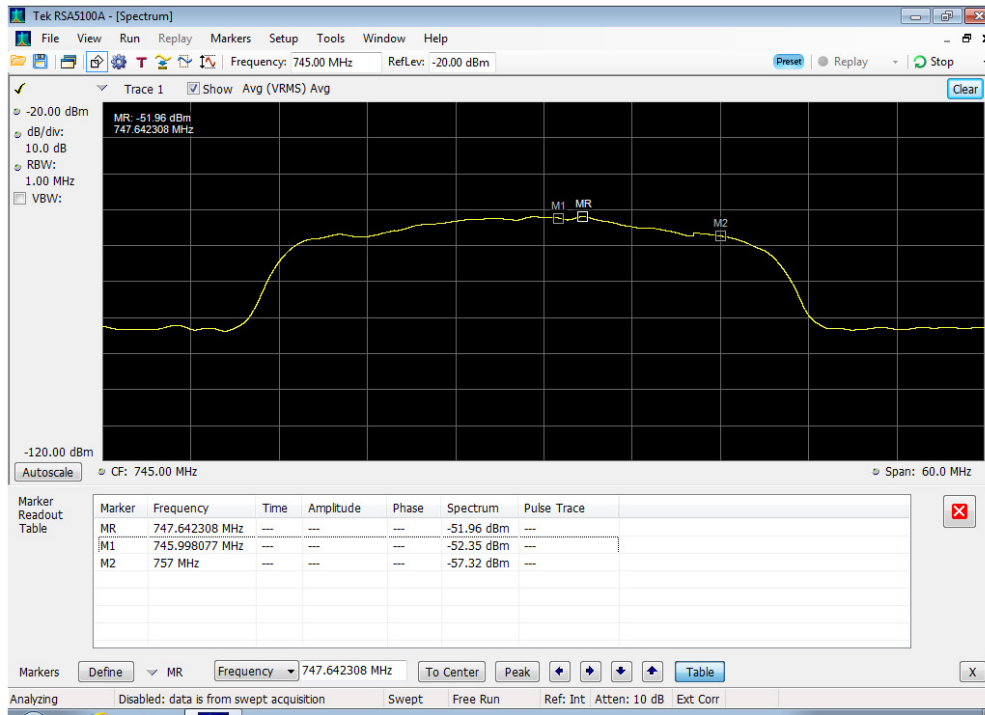 Tek RSA5100A - [Spectrum]
File View Run Replay Markers Setup Tools Window Help
T Frequency: 745.00 MHz RefLev: -20.00 dBm Preset Replay Stop
Trace 1 Show Avg (VRMS) Avg Clear
-20.00 dBm
dB/div:
10.0 dB
RBW:
1.00 MHz
VBW:
MR: -51.96 dBm
747.642308 MHz
M1 MR
M2
-120.00 dBm
Autoscale CF: 745.00 MHz Span: 60.0 MHz
Marker Readout Table
Marker Frequency Time Amplitude Phase Spectrum Pulse Trace
MR 747.642308 MHz --- --- --- -51.96 dBm ---
M1 745.998077 MHz --- --- --- -52.35 dBm ---
M2 757 MHz --- --- --- -57.32 dBm ---
Markers Define MR Frequency 747.642308 MHz To Center Peak Table X
Analyzing Disabled: data is from swept acquisition Swept Free Run Ref: Int Atten: 10 dB Ext Corr